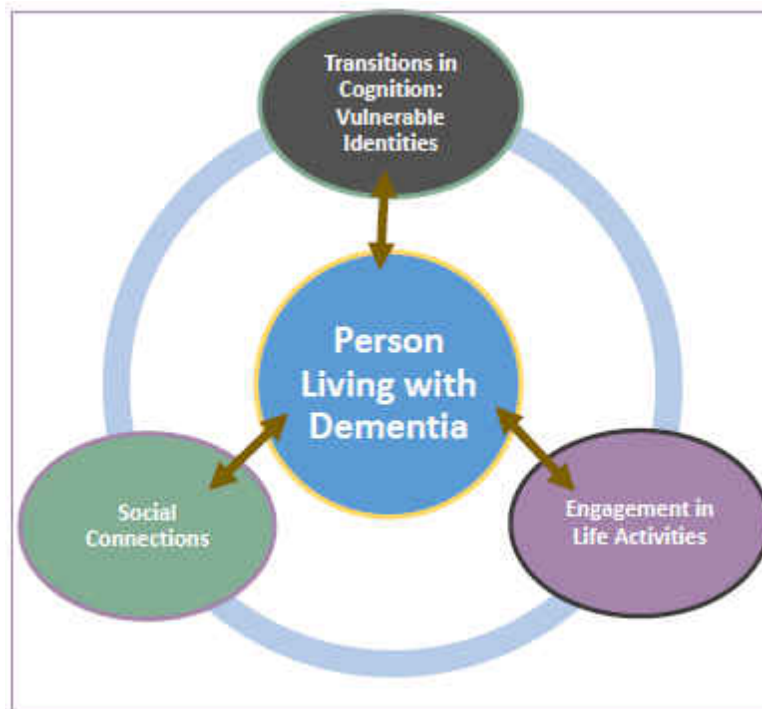 Transitions in
Cognition:
Vulnerable
Identities
Person
Living with
Dementia
Social
Connections
Engagement in
Life Activities